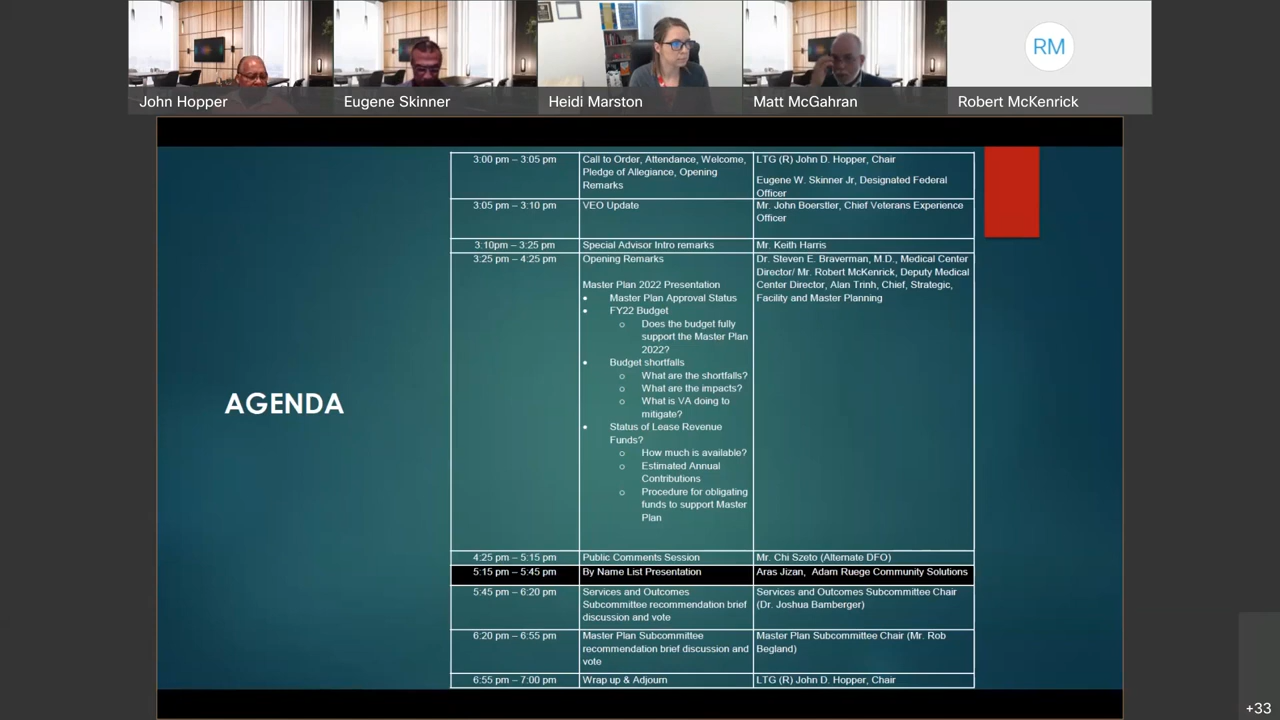 RM
John Hopper
Eugene Skinner
Heidi Marston
Matt McGahran
Robert McKenrick
AGENDA
3:00 pm – 3:05 pm
Call to Order, Attendance, Welcome,
Pledge of Allegiance, Opening
Remarks
LTG (R) John D. Hopper, Chair
Eugene W. Skinner Jr, Designated Federal
Officer
3:05 pm – 3:10 pm
VEO Update
Mr. John Boerstler, Chief Veterans Experience
Officer
3:10pm – 3:25 pm
Special Advisor Intro remarks
Mr. Keith Harris
3:25 pm – 4:25 pm
Opening Remarks
Master Plan 2022 Presentation
• Master Plan Approval Status
• FY22 Budget
o Does the budget fully
support the Master Plan
2022?
• Budget shortfalls
o What are the shortfalls?
o What are the impacts?
o What is VA doing to
mitigate?
• Status of Lease Revenue
Funds?
o How much is available?
o Estimated Annual
Contributions
o Procedure for obligating
funds to support Master
Plan
Dr. Steven E. Braverman, M.D., Medical Center
Director/ Mr. Robert McKenrick, Deputy Medical
Center Director, Alan Trinh, Chief, Strategic,
Facility and Master Planning
4:25 pm – 5:15 pm
Public Comments Session
Mr. Chi Szeto (Alternate DFO)
5:15 pm – 5:45 pm
By Name List Presentation
Aras Jizan, Adam Ruege Community Solutions
5.45 pm – 6:20 pm
Services and Outcomes
Subcommittee recommendation brief
discussion and vote
Services and Outcomes Subcommittee Chair
(Dr. Joshua Bamberger)
6:20 pm – 6:55 pm
Master Plan Subcommittee
recommendation brief discussion and
vote
Master Plan Subcommittee Chair (Mr. Rob
Begland)
6:55 pm – 7:00 pm
Wrap up & Adjourn
LTG (R) John D. Hopper, Chair
+33